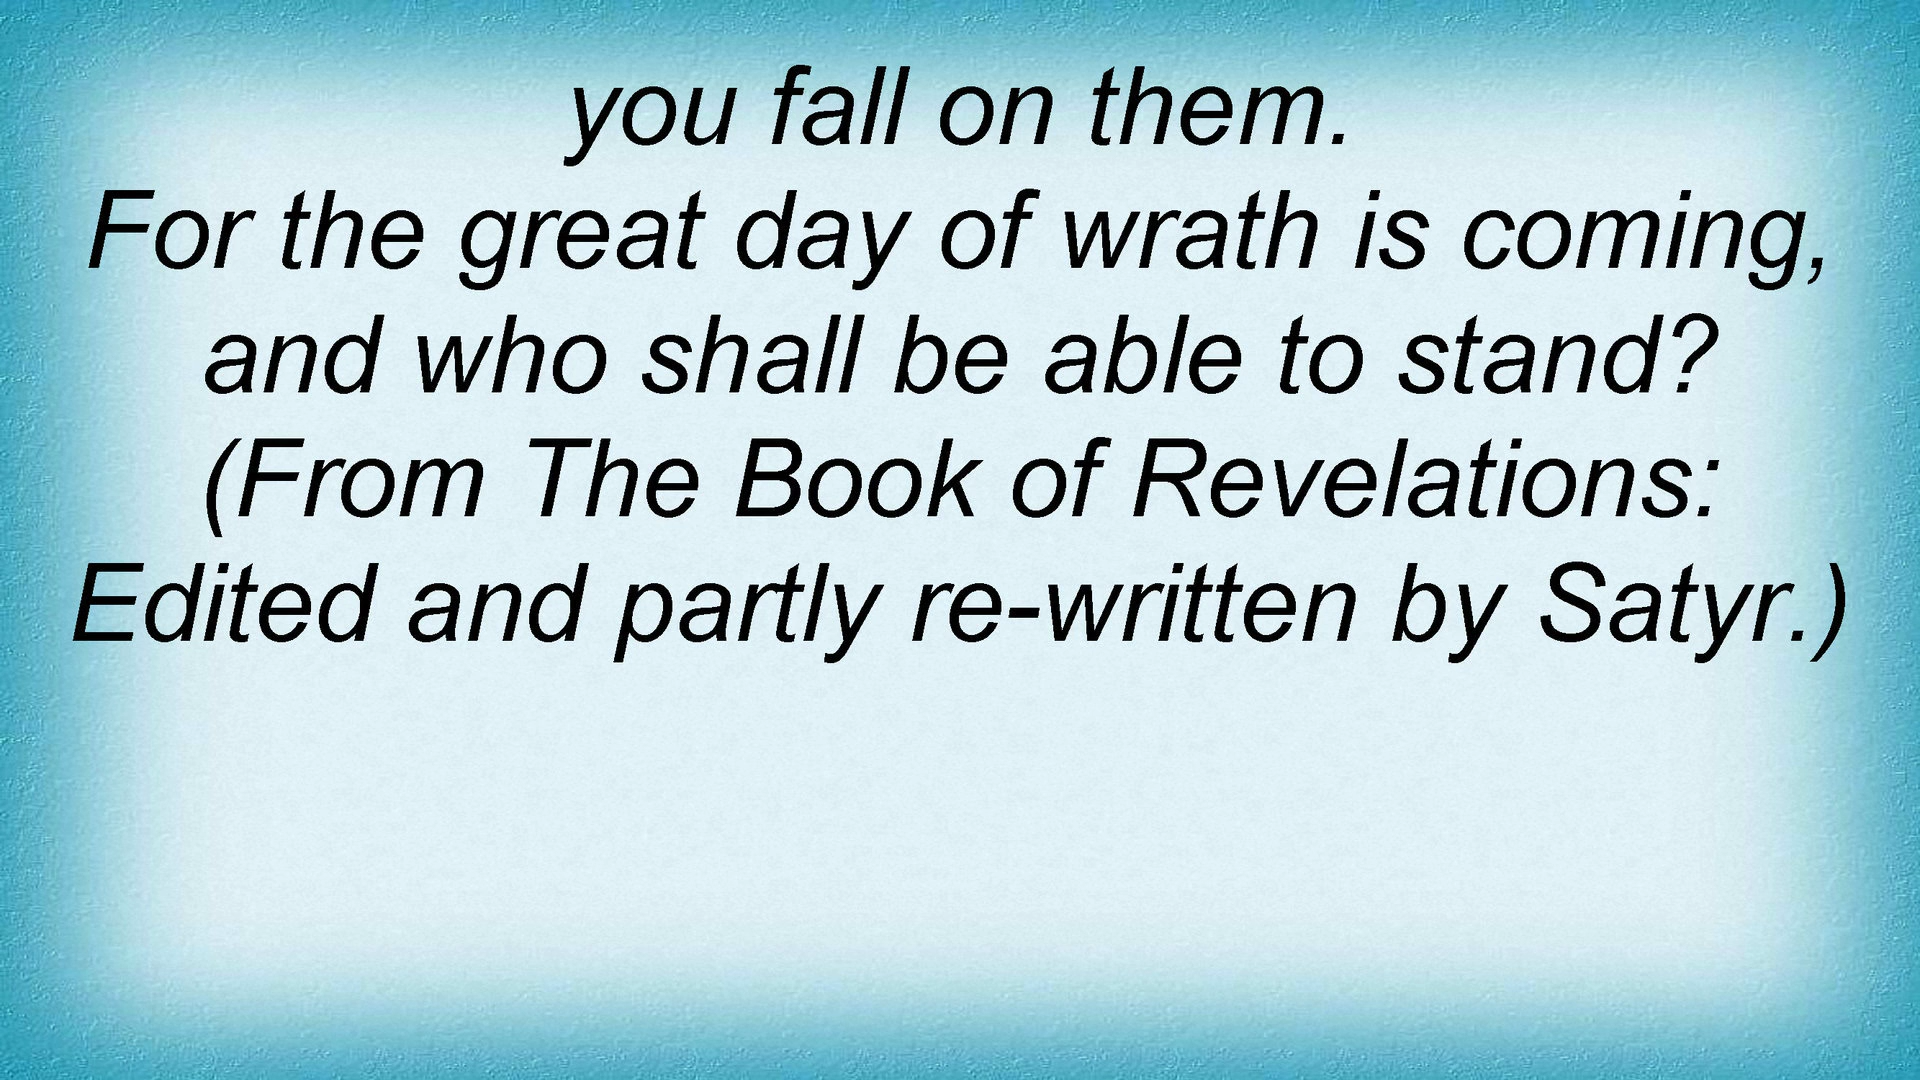 you fall on them.
For the great day of wrath is coming,
and who shall be able to stand?
(From The Book of Revelations:
Edited and partly re-written by Satyr.)